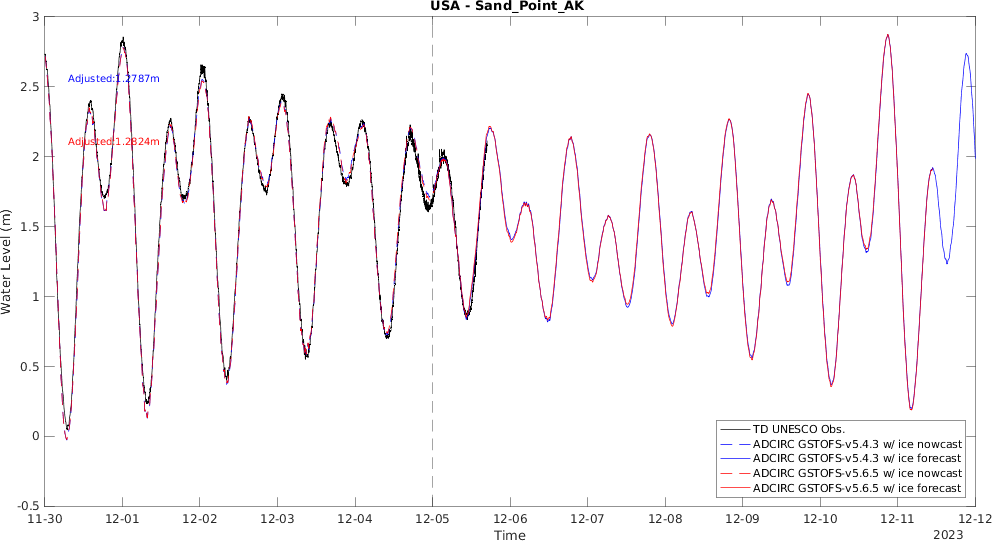 USA - Sand_Point_AK
3
2.5
2
1.5
1
0.5
0
-0.5
Water Level (m)
Adjusted:1.2787m
Adjusted:1.2824m
TD UNESCO Obs.
ADCIRC GSTOFS-v5.4.3 w/ ice nowcast
ADCIRC GSTOFS-v5.4.3 w/ ice forecast
ADCIRC GSTOFS-v5.6.5 w/ ice nowcast
ADCIRC GSTOFS-v5.6.5 w/ ice forecast
11-30 12-01 12-02 12-03 12-04 12-05 12-06 12-07 12-08 12-09 12-10 12-11 12-12
Time
2023